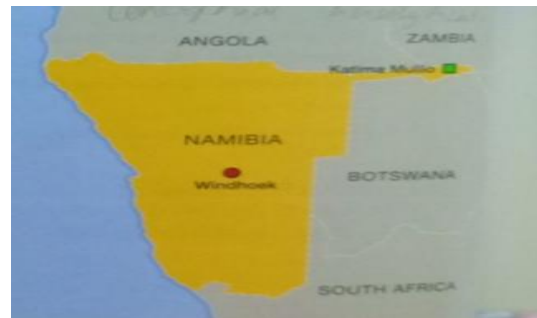 ANGOLA
ZAMBIA
Katima Mulilo
NAMIBIA
Windhoek
BOTSWANA
SOUTH AFRICA